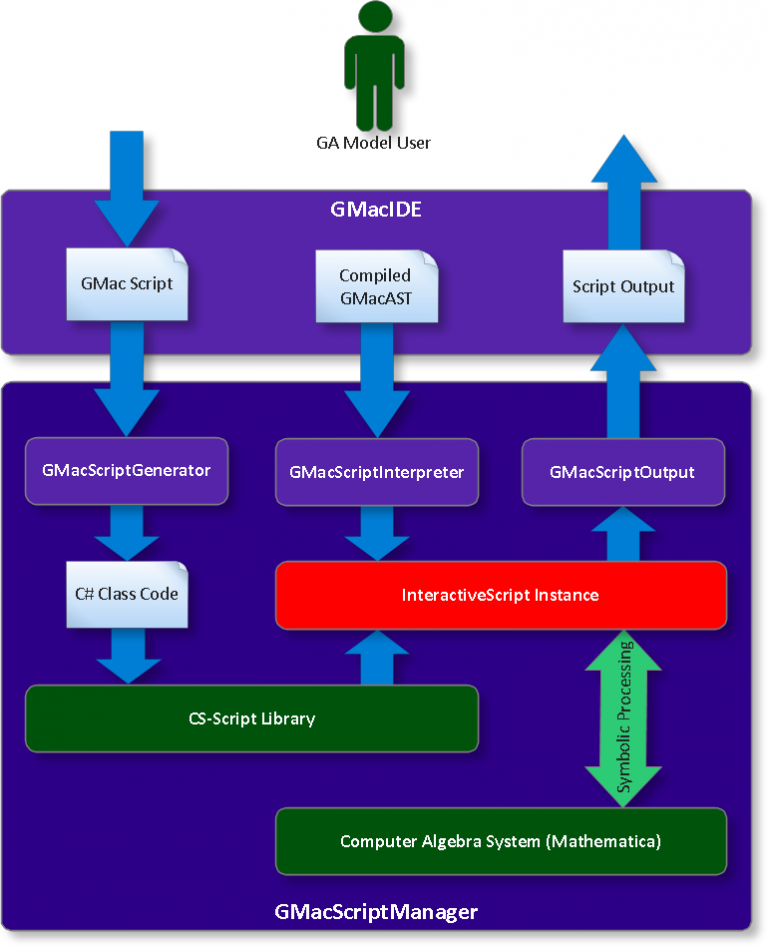 GA Model User
GMacIDE
GMac Script
Compiled
GMacAST
Script Output
GMacScriptGenerator
GMacScriptInterpreter
GMacScriptOutput
C# Class Code
InteractiveScript Instance
CS-Script Library
Symbolic Processing
Computer Algebra System (Mathematica)
GMacScriptManager